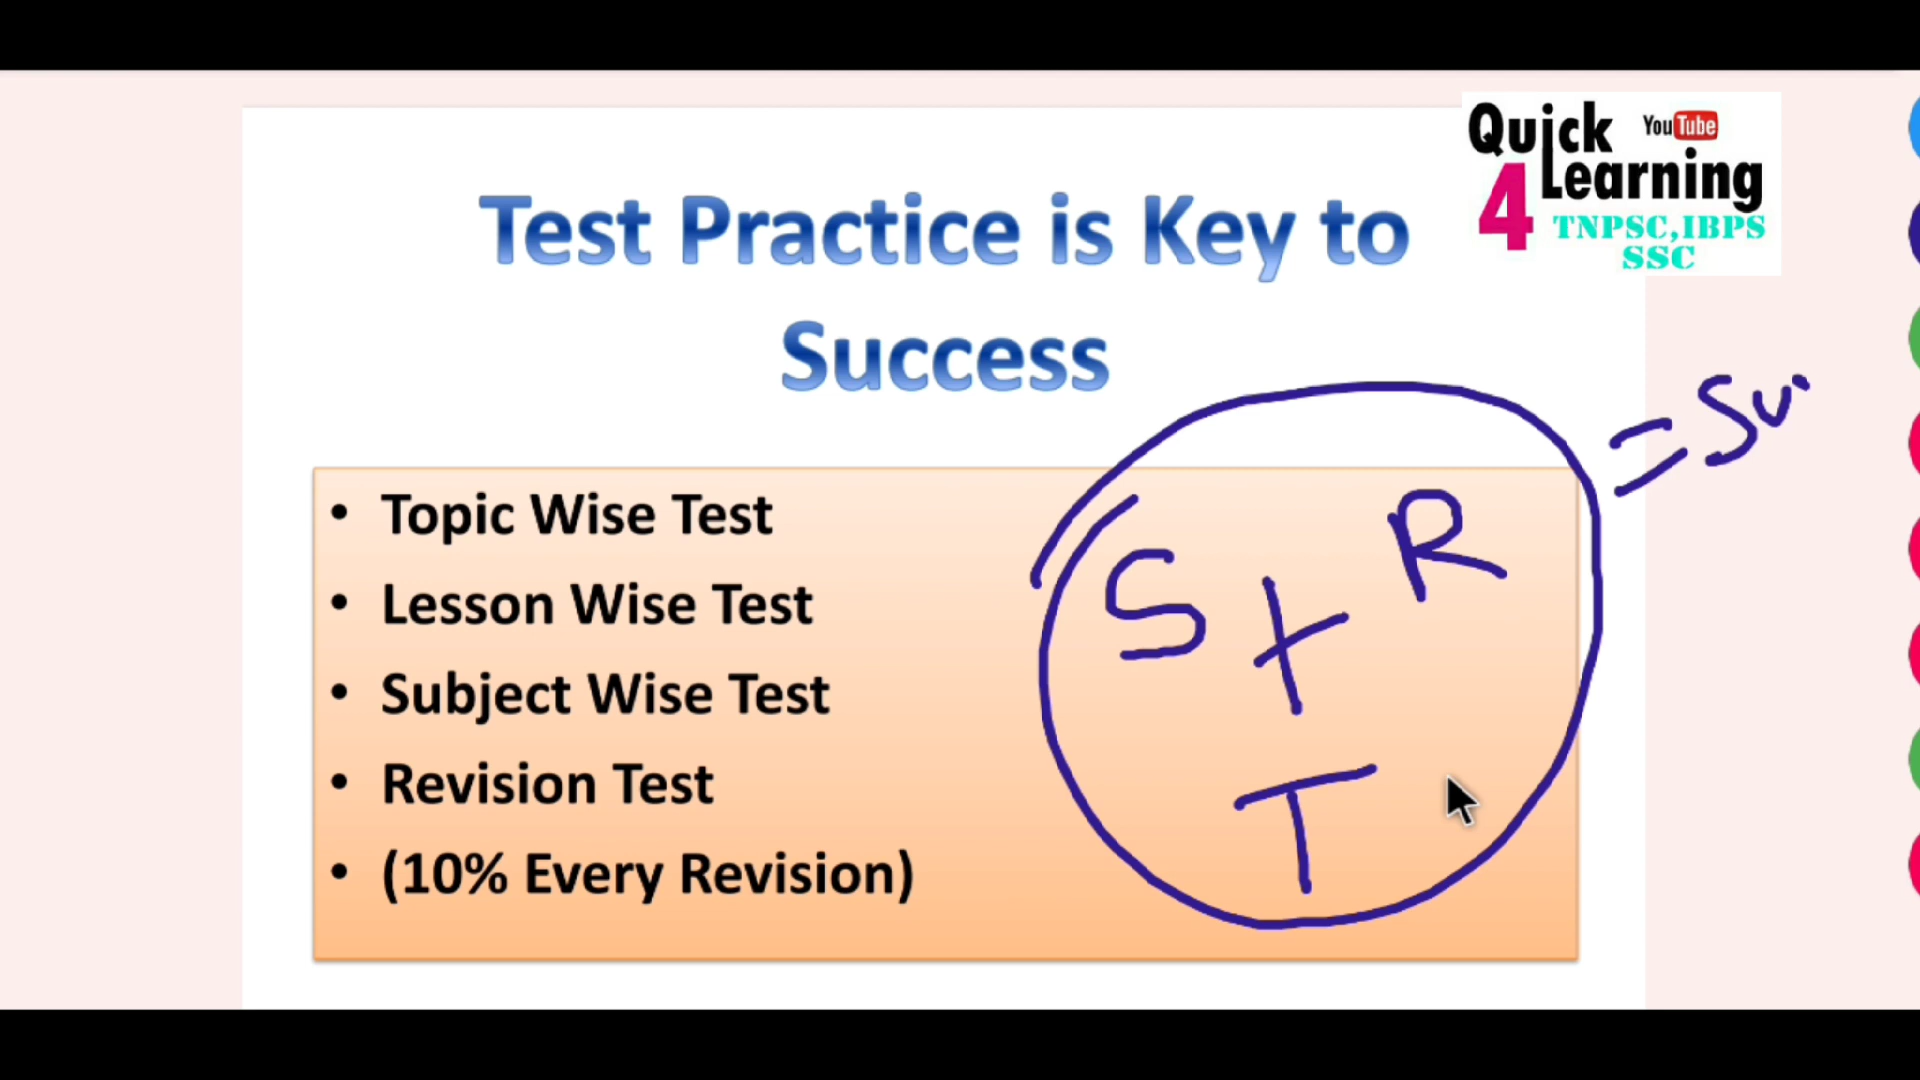 Quick YouTube
4 Learning
TNPSC,IBPS
SSC
Test Practice is Key to
Success
• Topic Wise Test
• Lesson Wise Test
• Subject Wise Test
• Revision Test
• (10% Every Revision)
S + R
T
= Su